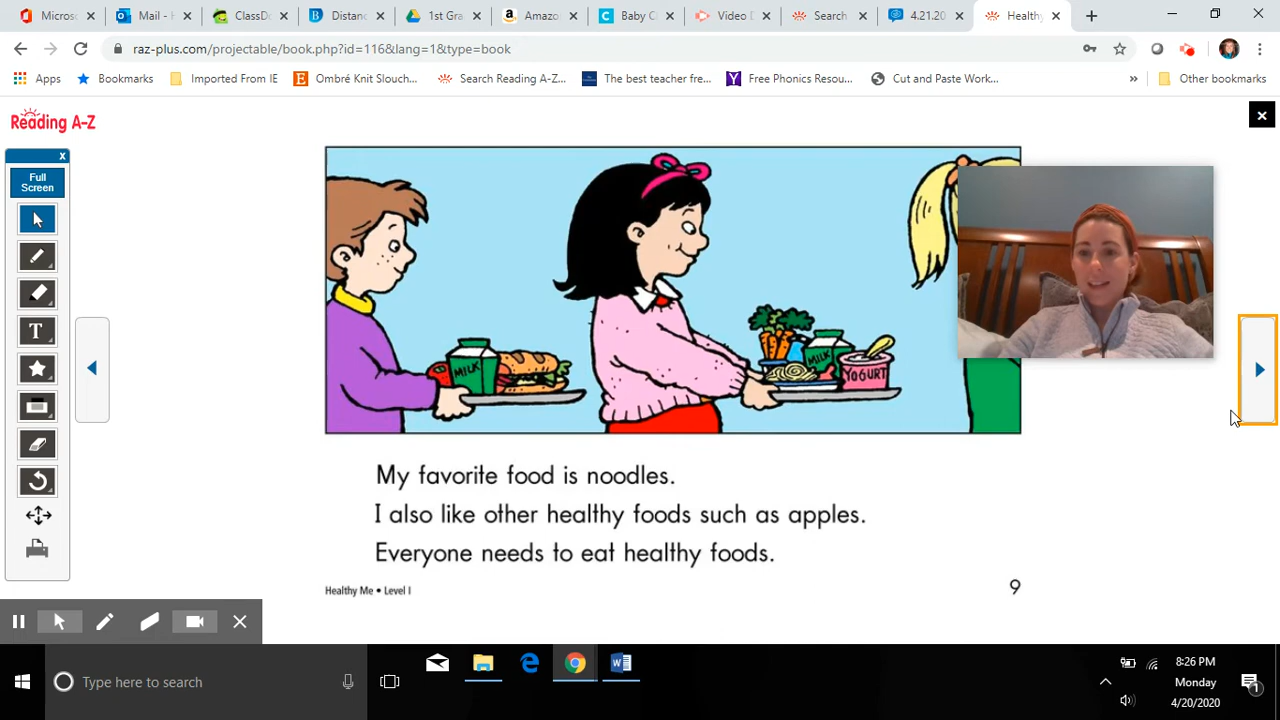 Microso
Mail - H
ClassDo
Distanc
1st Gra
Amazo
Baby Cl
Video D
Search
4.21.20
Healthy
raz-plus.com/projectable/book.php?id=116&lang=1&type=book
Apps
Bookmarks
Imported From IE
Ombré Knit Slouch...
Search Reading A-Z...
The best teacher fre...
Free Phonics Resou...
Cut and Paste Work...
Other bookmarks
Reading A-Z
x
Full
Screen
T
MILK
MILK
YOGURT
My favorite food is noodles.
I also like other healthy foods such as apples.
Everyone needs to eat healthy foods.
Healthy Me • Level I
9
Type here to search
8:26 PM
Monday
4/20/2020
1